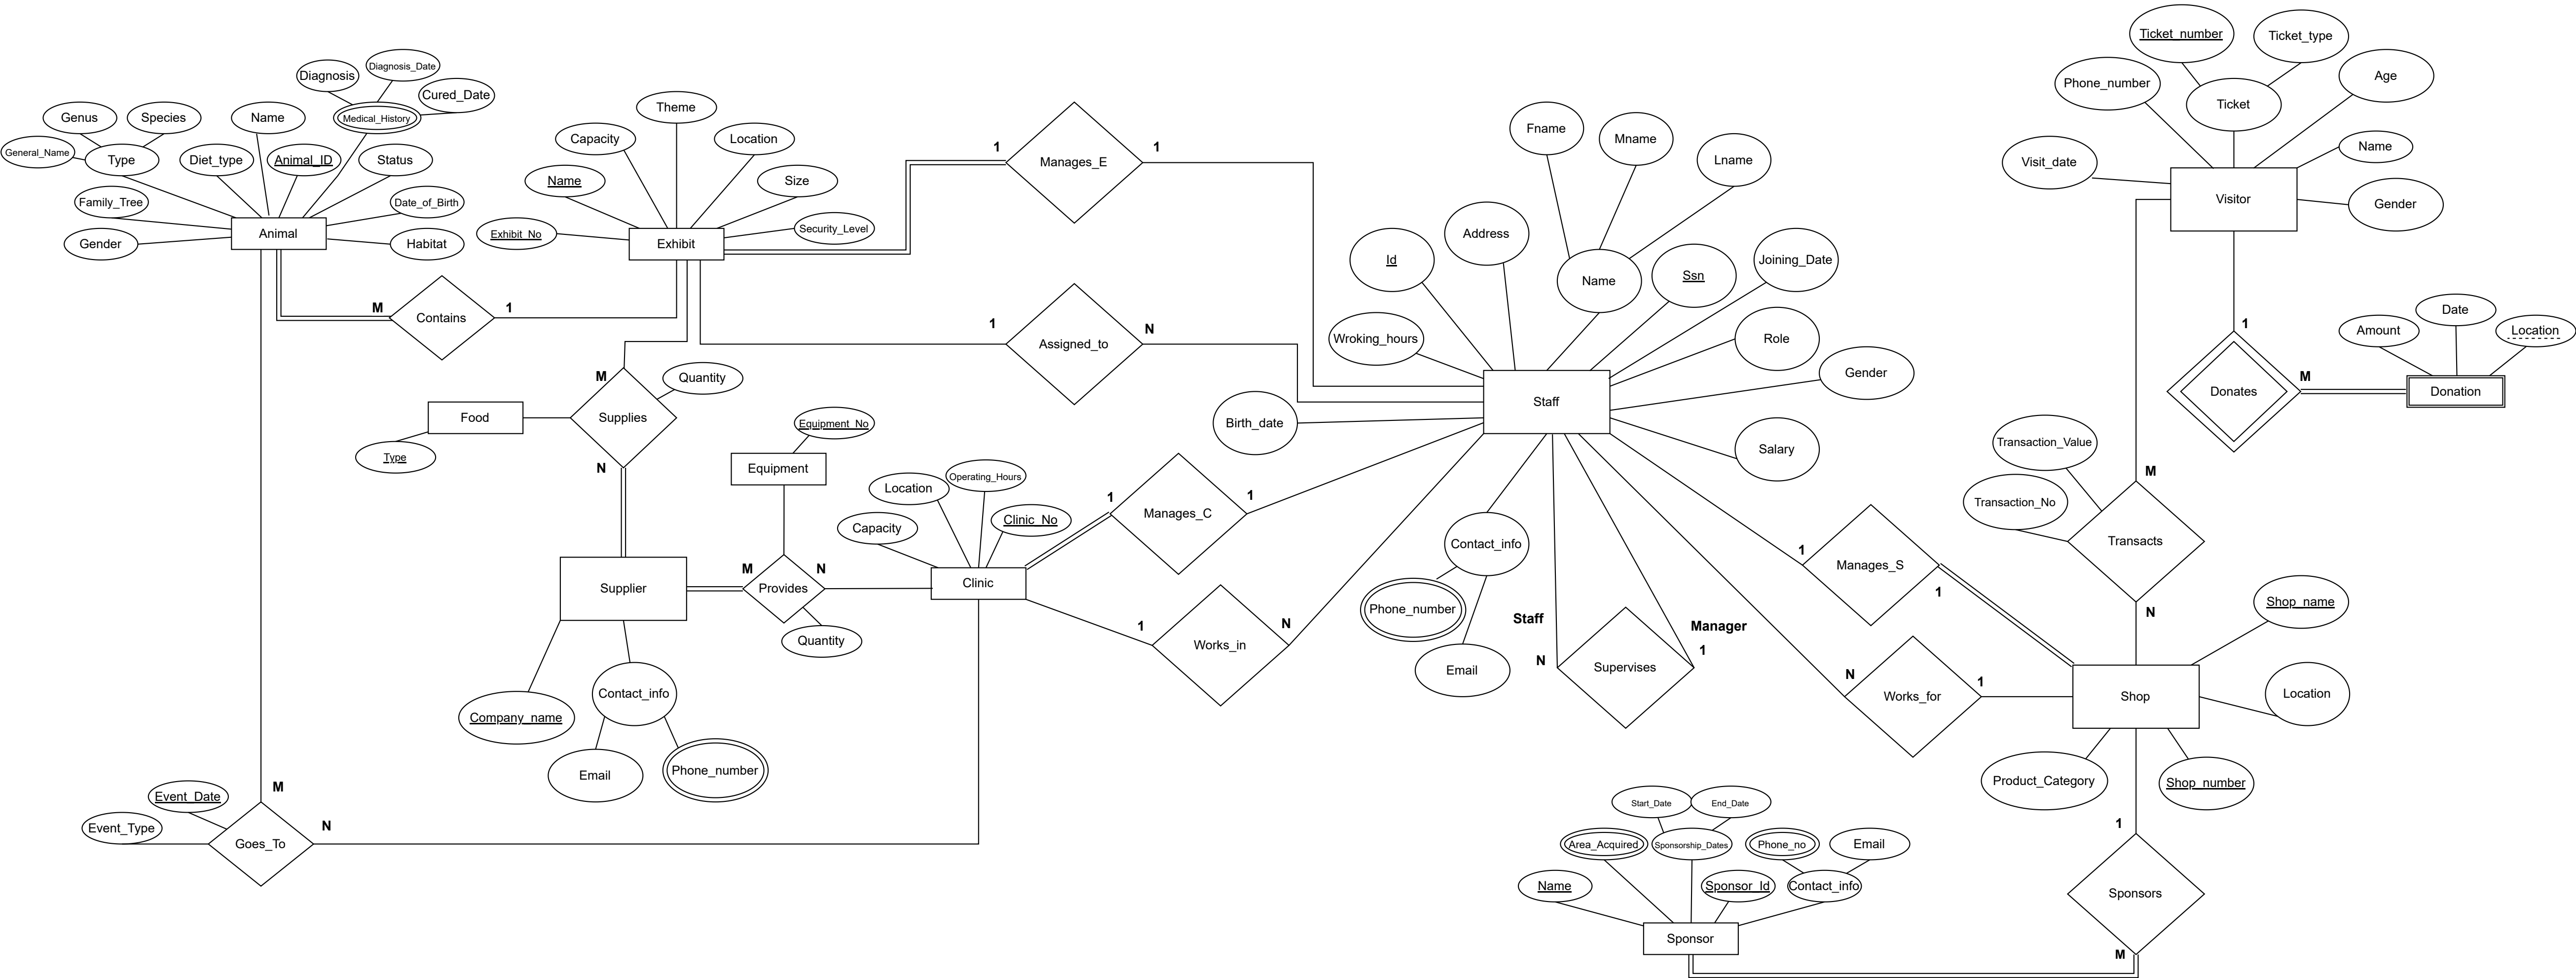 Diagnosis
Diagnosis_Date
Cured_Date
Medical_History
Genus
Species
Name
General_Name
Type
Diet_type
Animal_ID
Status
Family_Tree
Date_of_Birth
Gender
Animal
Habitat
Theme
Capacity
Location
Name
Size
Exhibit_No
Security_Level
Exhibit
M
Contains
1
1
Manages_E
1
1
Assigned_to
N
M
Quantity
Food
Supplies
Type
N
Equipment_No
Equipment
Supplier
M
Provides
N
Quantity
Company_name
Contact_info
Email
Phone_number
Location
Operating_Hours
Capacity
Clinic_No
Clinic
1
Manages_C
1
1
Works_in
N
M
Event_Date
Event_Type
Goes_To
N
Fname
Mname
Lname
Id
Address
Name
Ssn
Joining_Date
Wroking_hours
Role
Gender
Birth_date
Staff
Salary
Contact_info
Phone_number
Email
Staff
Manager
N
Supervises
1
1
Manages_S
1
N
Works_for
1
Ticket_number
Ticket_type
Phone_number
Ticket
Age
Visit_date
Name
Visitor
Gender
1
Donates
M
Amount
Date
Location
Donation
Transaction_Value
Transaction_No
M
Transacts
N
Shop_name
Shop
Location
Product_Category
Shop_number
1
Sponsors
M
Start_Date
End_Date
Area_Acquired
Sponsorship_Dates
Phone_no
Email
Name
Sponsor_Id
Contact_info
Sponsor